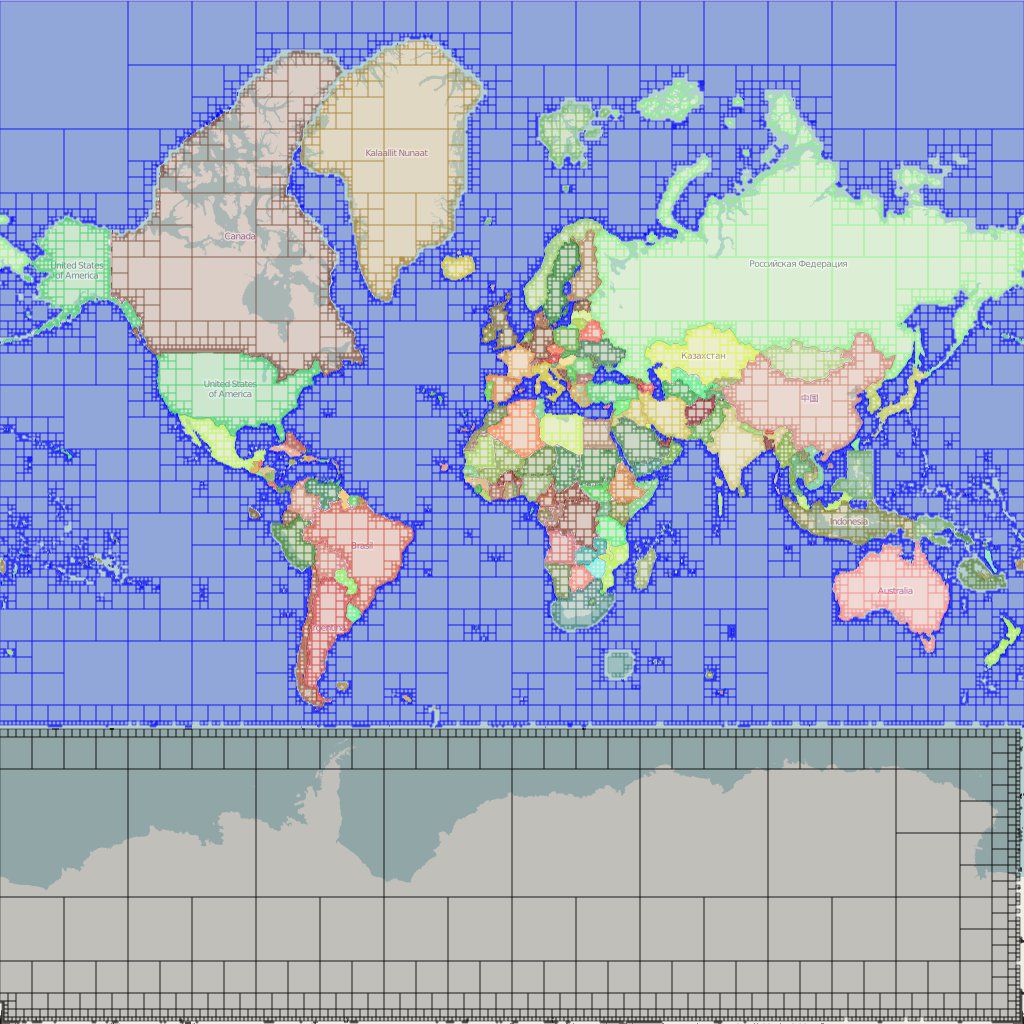 Kalaallit Nunaat
Canada
United States
of America
Российская Федерация
Казахстан
United States
of America
中国
Indonesia
Brasil
Australia